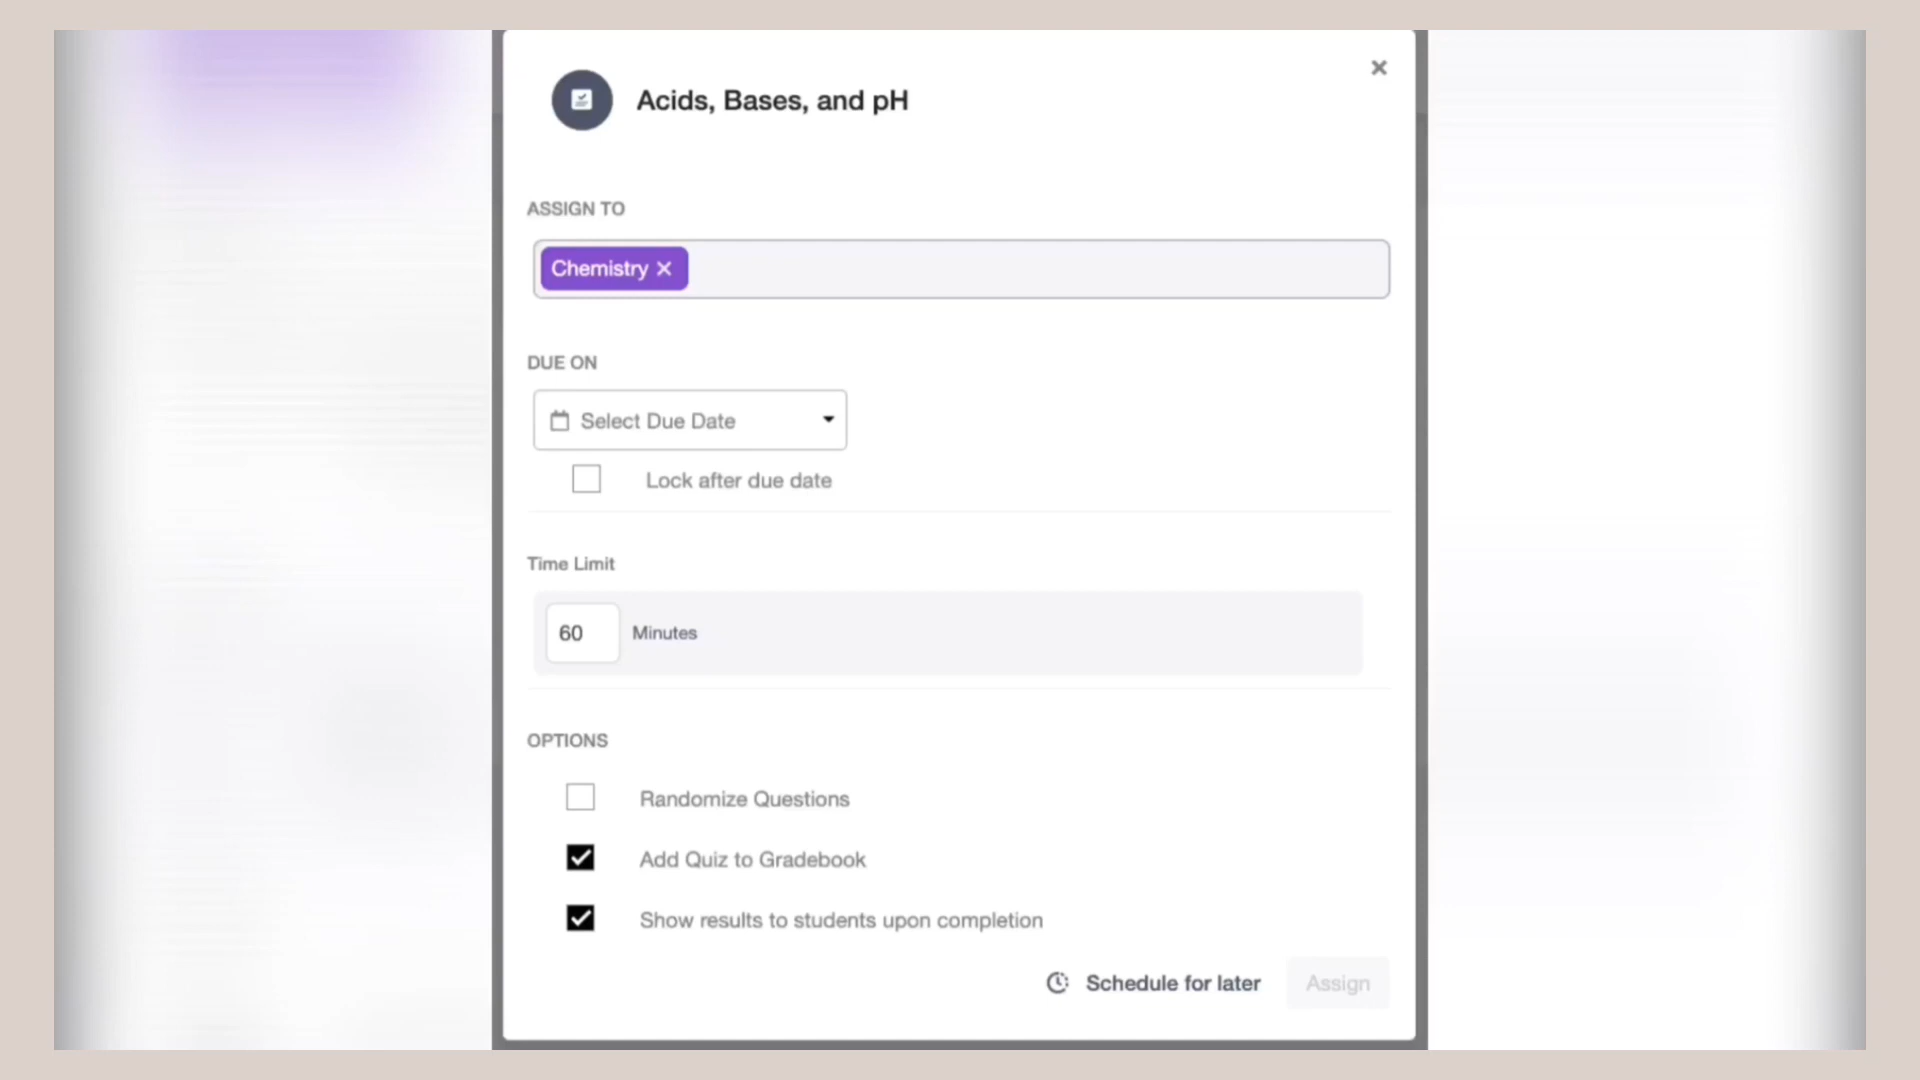 Acids, Bases, and pH
ASSIGN TO
Chemistry
DUE ON
Select Due Date
Lock after due date
Time Limit
60 Minutes
OPTIONS
Randomize Questions
Add Quiz to Gradebook
Show results to students upon completion
Schedule for later Assign